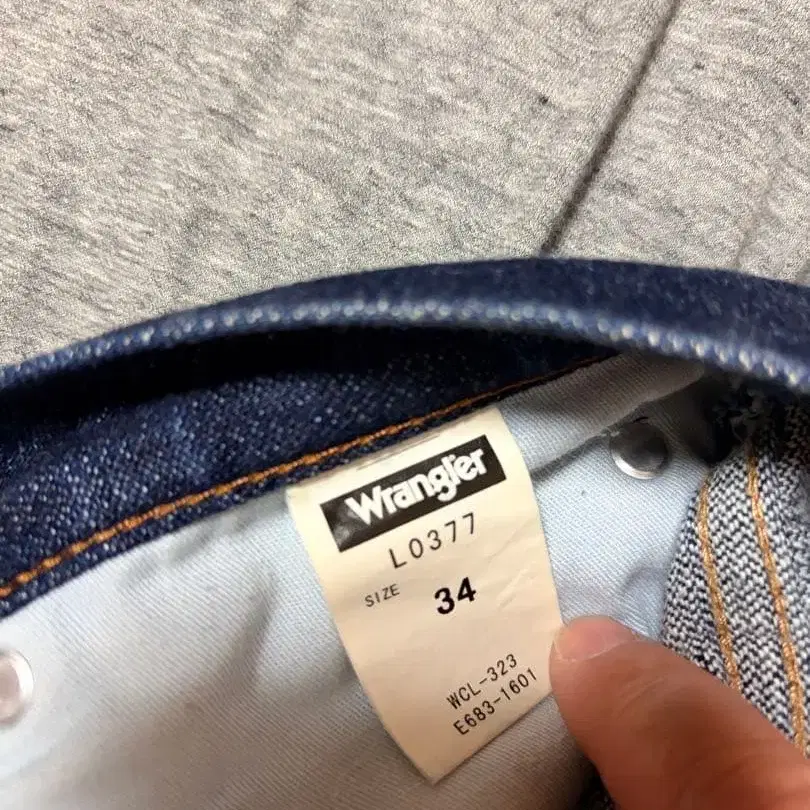 Wrangler
L0377
SIZE 34
WCL-323
E683-1601